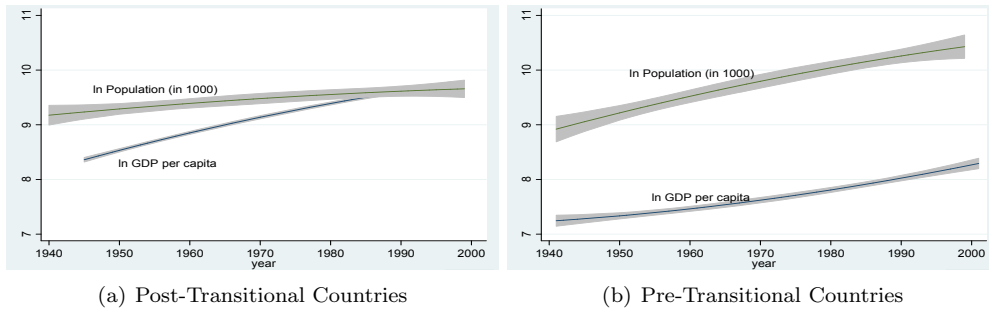 11
10
9
8
7
ln Population (in 1000)
ln GDP per capita
1940 1950 1960 1970 1980 1990 2000
year
(a) Post-Transitional Countries
11
10
9
8
7
ln Population (in 1000)
ln GDP per capita
1940 1950 1960 1970 1980 1990 2000
year
(b) Pre-Transitional Countries